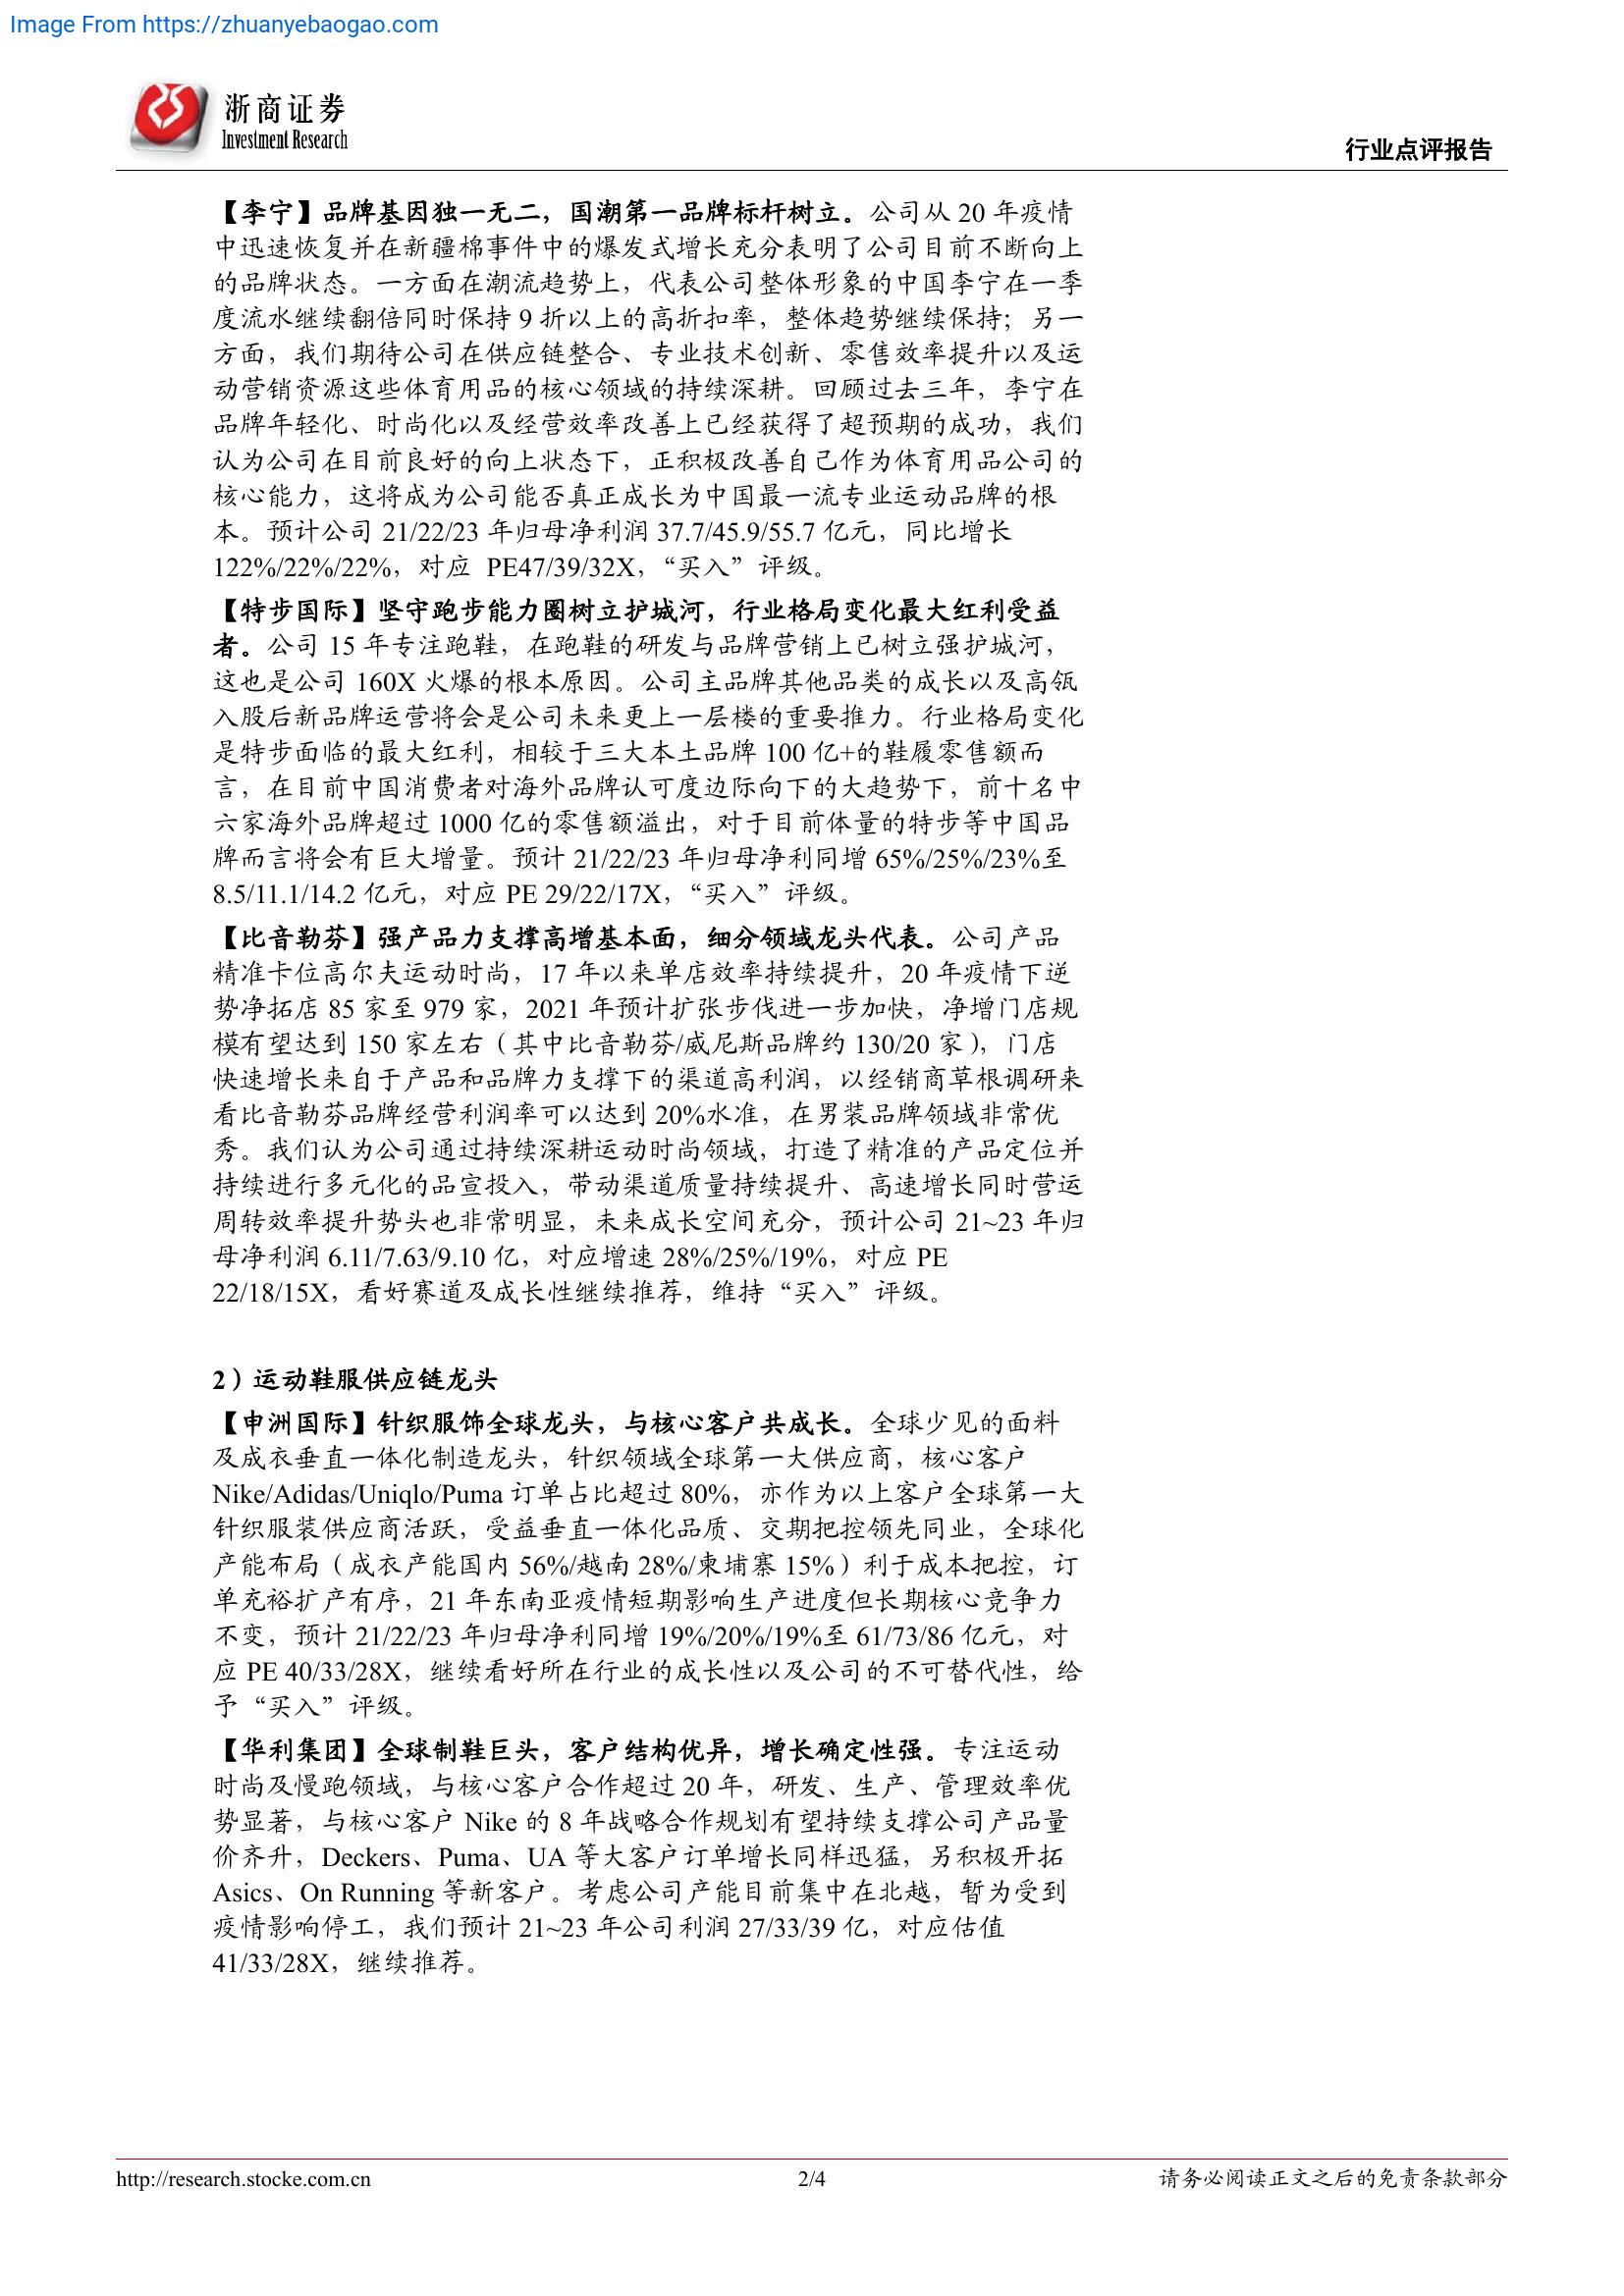 Image From https://zhuanyebaogao.com
浙商证券
Investment Research
行业点评报告
【李宁】品牌基因独一无二，国潮第一品牌标杆树立。公司从 20 年疫情
中迅速恢复并在新疆棉事件中的爆发式增长充分表明了公司目前不断向上
的品牌状态。一方面在潮流趋势上，代表公司整体形象的中国李宁在一季
度流水继续翻倍同时保持 9 折以上的高折扣率，整体趋势继续保持；另一
方面，我们期待公司在供应链整合、专业技术创新、零售效率提升以及运
动营销资源这些体育用品的核心领域的持续深耕。回顾过去三年，李宁在
品牌年轻化、时尚化以及经营效率改善上已经获得了超预期的成功，我们
认为公司在目前良好的向上状态下，正积极改善自己作为体育用品公司的
核心能力，这将成为公司能否真正成长为中国最一流专业运动品牌的根
本。预计公司 21/22/23 年归母净利润 37.7/45.9/55.7 亿元，同比增长
122%/22%/22%，对应 PE47/39/32X，“买入”评级。
【特步国际】坚守跑步能力圈树立护城河，行业格局变化最大红利受益
者。公司 15 年专注跑鞋，在跑鞋的研发与品牌营销上已树立强护城河，
这也是公司 160X 火爆的根本原因。公司主品牌其他品类的成长以及高瓴
入股后新品牌运营将会是公司未来更上一层楼的重要推力。行业格局变化
是特步面临的最大红利，相较于三大本土品牌 100 亿+的鞋履零售额而
言，在目前中国消费者对海外品牌认可度边际向下的大趋势下，前十名中
六家海外品牌超过 1000 亿的零售额溢出，对于目前体量的特步等中国品
牌而言将会有巨大增量。预计 21/22/23 年归母净利同增 65%/25%/23%至
8.5/11.1/14.2 亿元，对应 PE 29/22/17X，“买入”评级。
【比音勒芬】强产品力支撑高增基本面，细分领域龙头代表。公司产品
精准卡位高尔夫运动时尚，17 年以来单店效率持续提升，20 年疫情下逆
势净拓店 85 家至 979 家，2021 年预计扩张步伐进一步加快，净增门店规
模有望达到 150 家左右（其中比音勒芬/威尼斯品牌约 130/20 家），门店
快速增长来自于产品和品牌力支撑下的渠道高利润，以经销商草根调研来
看比音勒芬品牌经营利润率可以达到 20%水准，在男装品牌领域非常优
秀。我们认为公司通过持续深耕运动时尚领域，打造了精准的产品定位并
持续进行多元化的品宣投入，带动渠道质量持续提升、高速增长同时营运
周转效率提升势头也非常明显，未来成长空间充分，预计公司 21~23 年归
母净利润 6.11/7.63/9.10 亿，对应增速 28%/25%/19%，对应 PE
22/18/15X，看好赛道及成长性继续推荐，维持“买入”评级。
2）运动鞋服供应链龙头
【申洲国际】针织服饰全球龙头，与核心客户共成长。全球少见的面料
及成衣垂直一体化制造龙头，针织领域全球第一大供应商，核心客户
Nike/Adidas/Uniqlo/Puma 订单占比超过 80%，亦作为以上客户全球第一大
针织服装供应商活跃，受益垂直一体化品质、交期把控领先同业，全球化
产能布局（成衣产能国内 56%/越南 28%/柬埔寨 15%）利于成本把控，订
单充裕扩产有序，21 年东南亚疫情短期影响生产进度但长期核心竞争力
不变，预计 21/22/23 年归母净利同增 19%/20%/19%至 61/73/86 亿元，对
应 PE 40/33/28X，继续看好所在行业的成长性以及公司的不可替代性，给
予“买入”评级。
【华利集团】全球制鞋巨头，客户结构优异，增长确定性强。专注运动
时尚及慢跑领域，与核心客户合作超过 20 年，研发、生产、管理效率优
势显著，与核心客户 Nike 的 8 年战略合作规划有望持续支撑公司产品量
价齐升，Deckers、Puma、UA 等大客户订单增长同样迅猛，另积极开拓
Asics、On Running 等新客户。考虑公司产能目前集中在北越，暂为受到
疫情影响停工，我们预计 21~23 年公司利润 27/33/39 亿，对应估值
41/33/28X，继续推荐。
http://research.stocke.com.cn
2/4
请务必阅读正文之后的免责条款部分